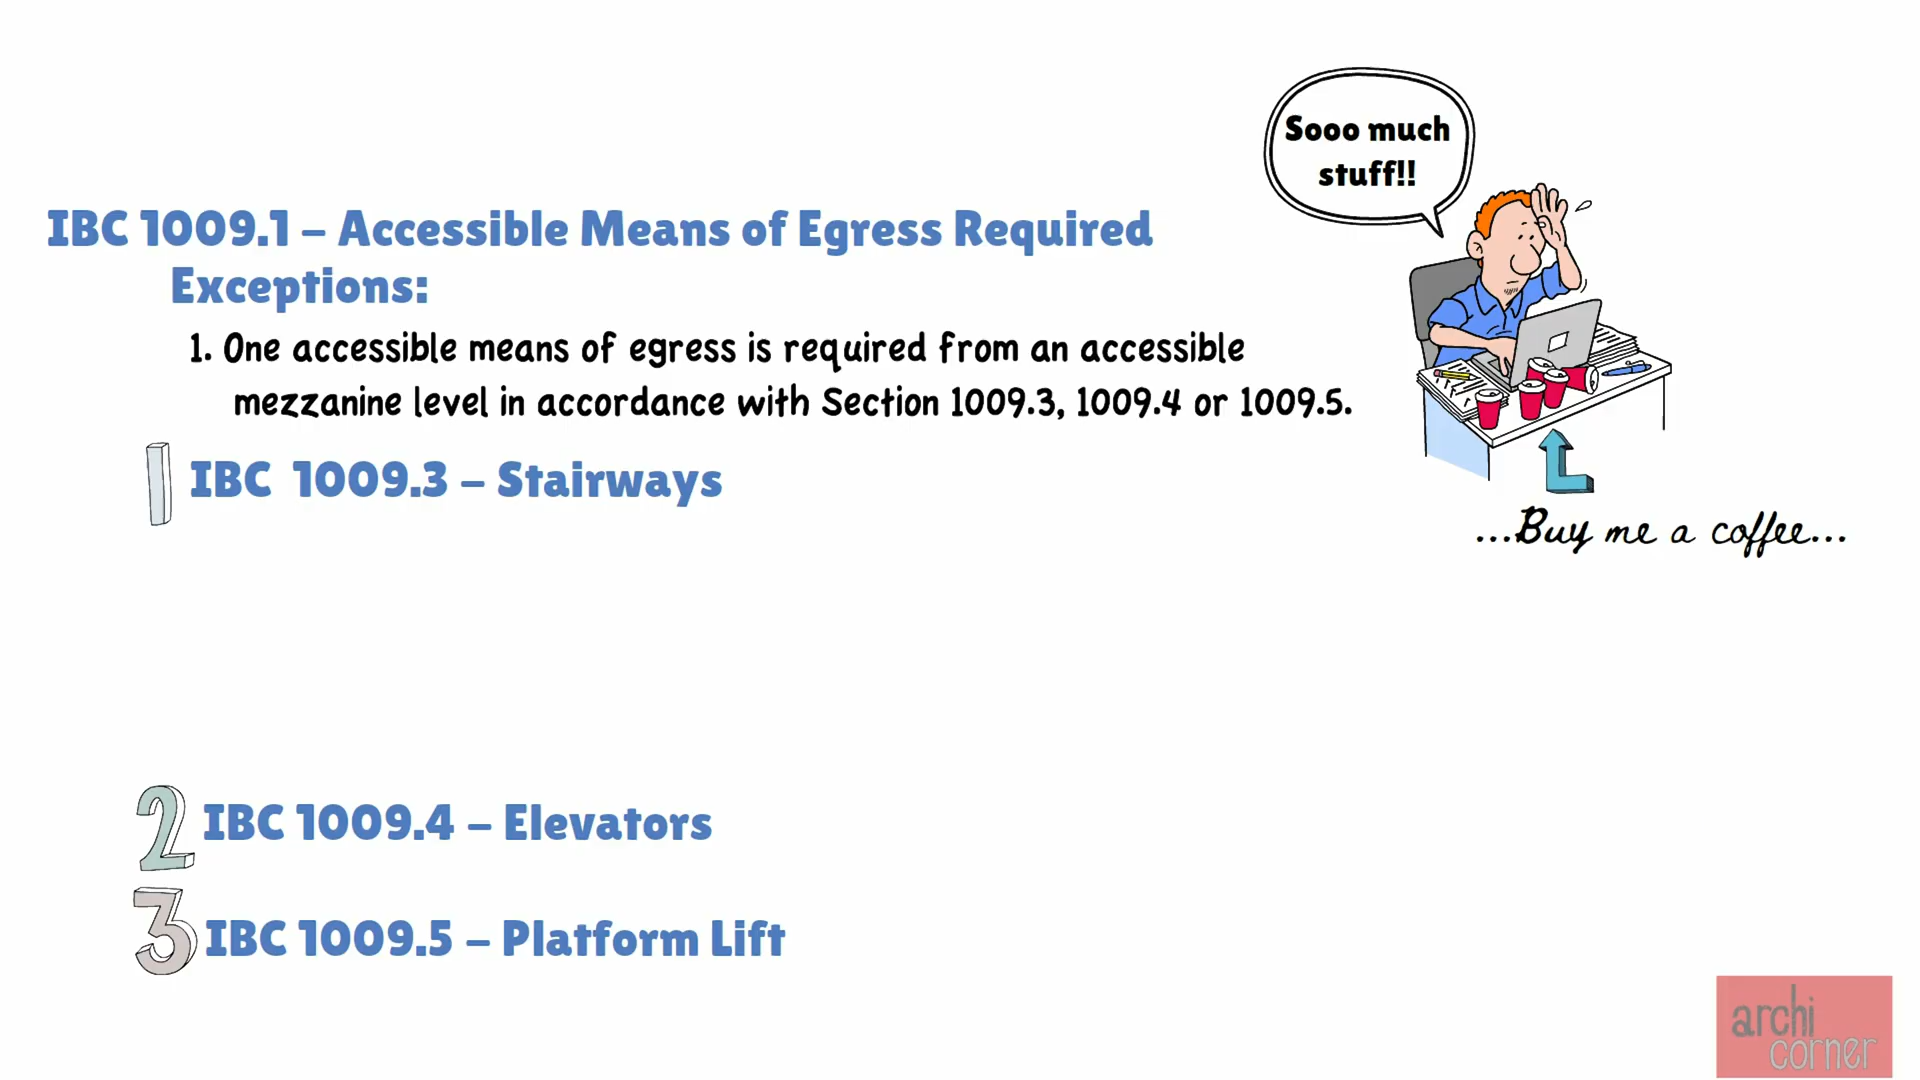 Sooo much
stuff!!
IBC 1009.1 – Accessible Means of Egress Required
Exceptions:
1. One accessible means of egress is required from an accessible
mezzanine level in accordance with Section 1009.3, 1009.4 or 1009.5.
1 IBC 1009.3 – Stairways
...Buy me a coffee...
2 IBC 1009.4 – Elevators
3 IBC 1009.5 – Platform Lift
archi
corner